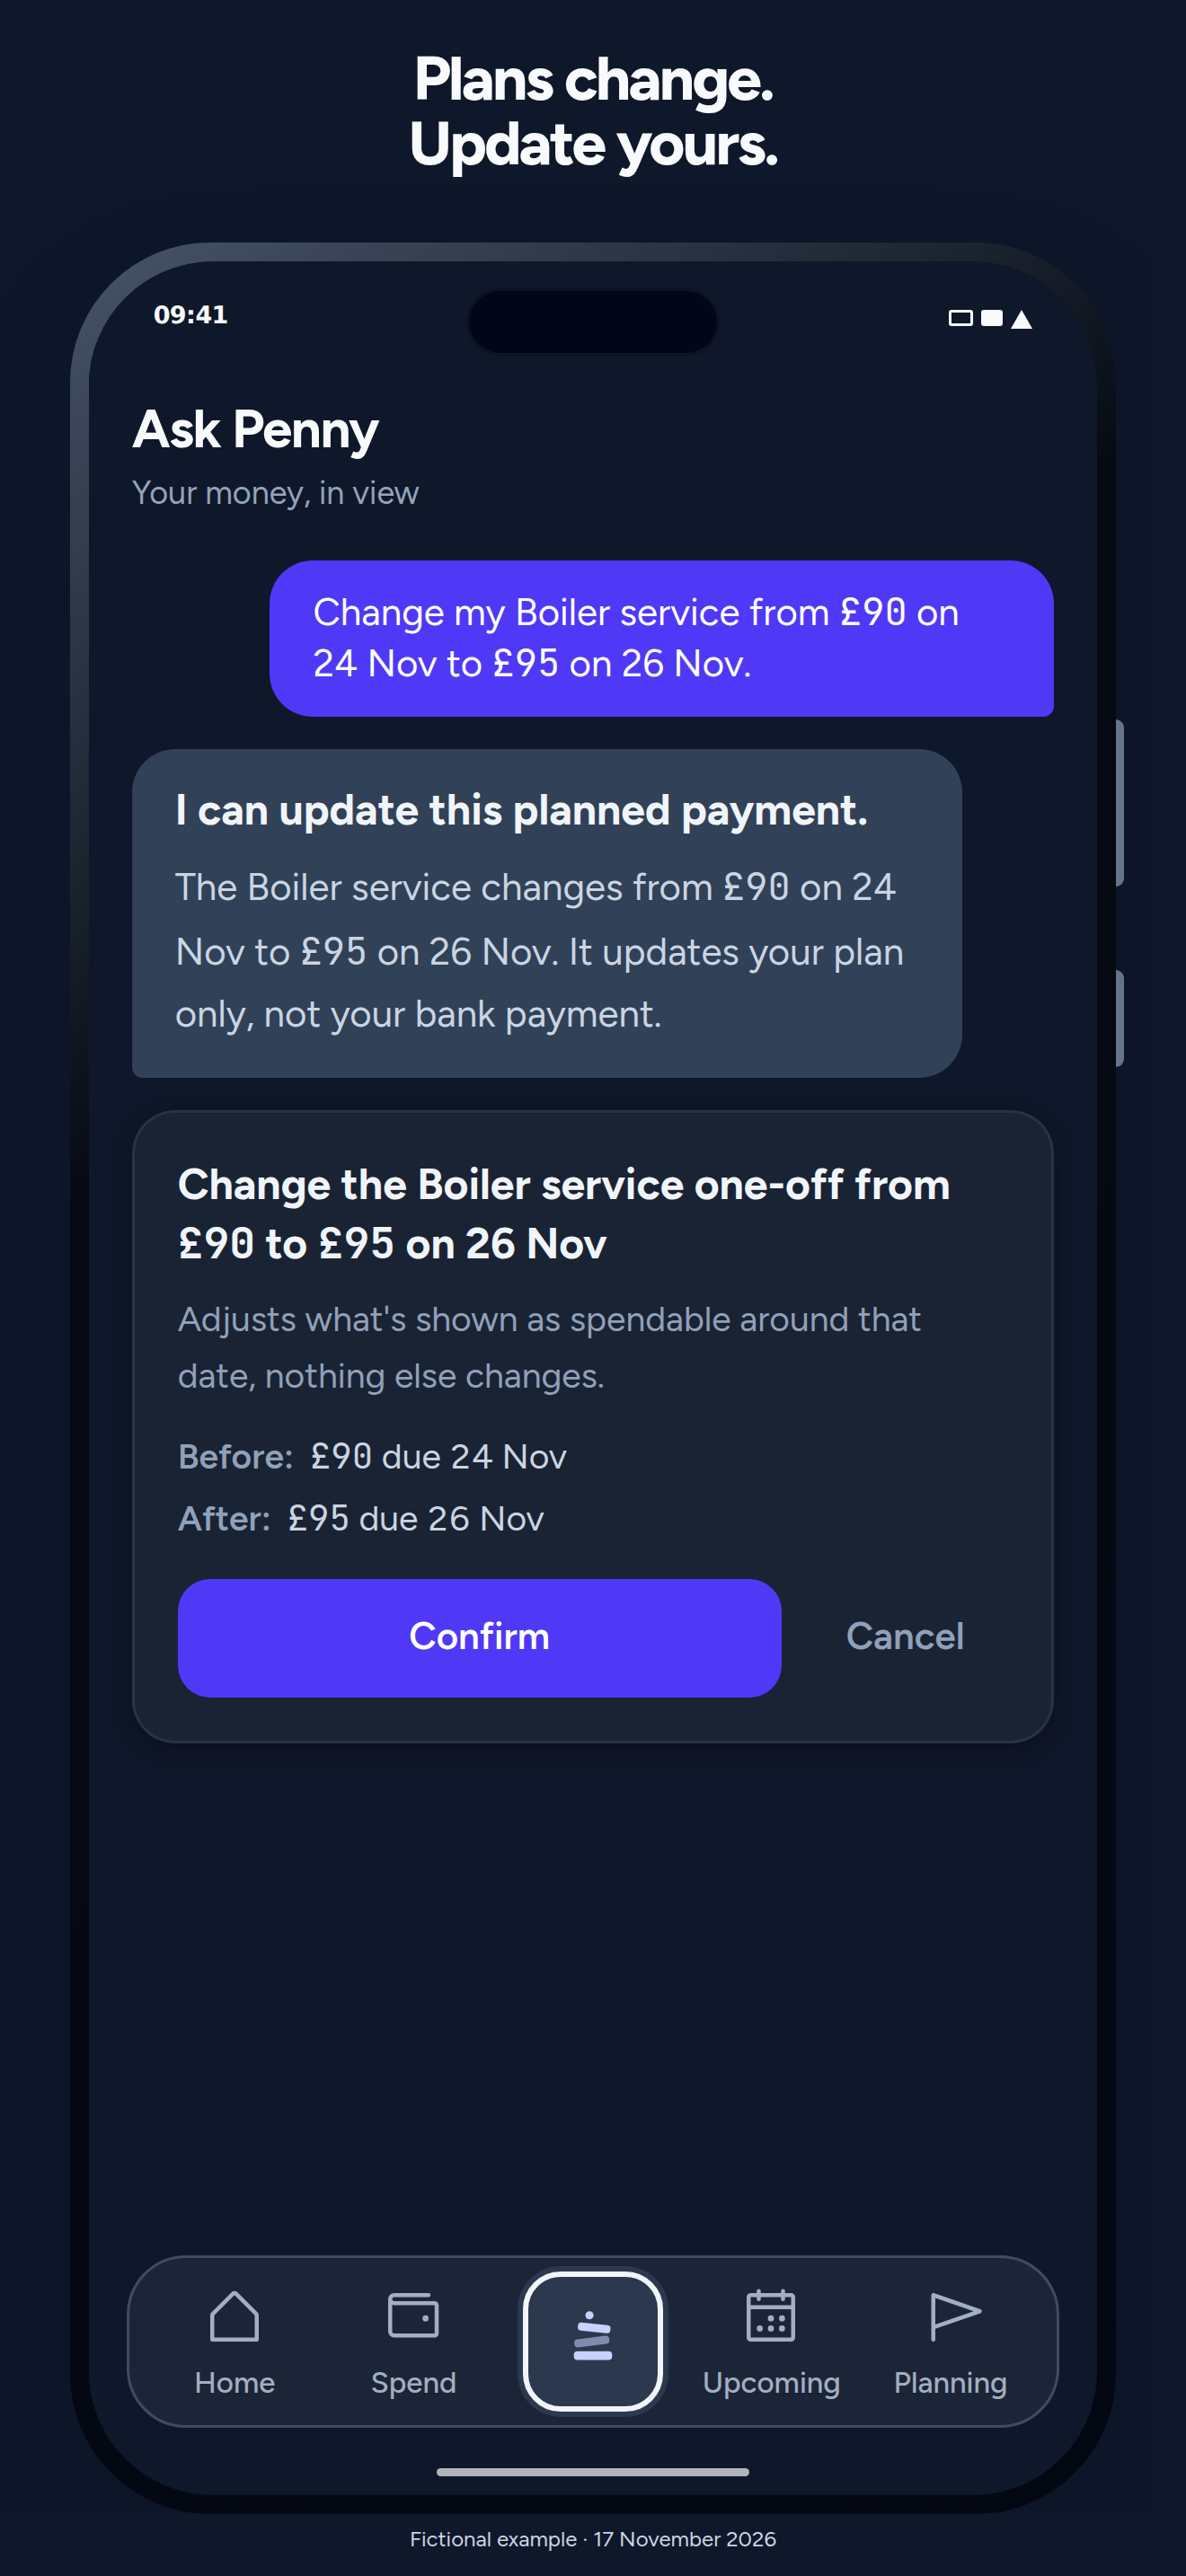 Plans change.
Update yours.
09:41
Ask Penny
Your money, in view
Change my Boiler service from £90 on
24 Nov to £95 on 26 Nov.
I can update this planned payment.
The Boiler service changes from £90 on 24
Nov to £95 on 26 Nov. It updates your plan
only, not your bank payment.
Change the Boiler service one-off from
£90 to £95 on 26 Nov
Adjusts what's shown as spendable around that
date, nothing else changes.
Before: £90 due 24 Nov
After: £95 due 26 Nov
Confirm
Cancel
Home
Spend
Upcoming
Planning
Fictional example · 17 November 2026